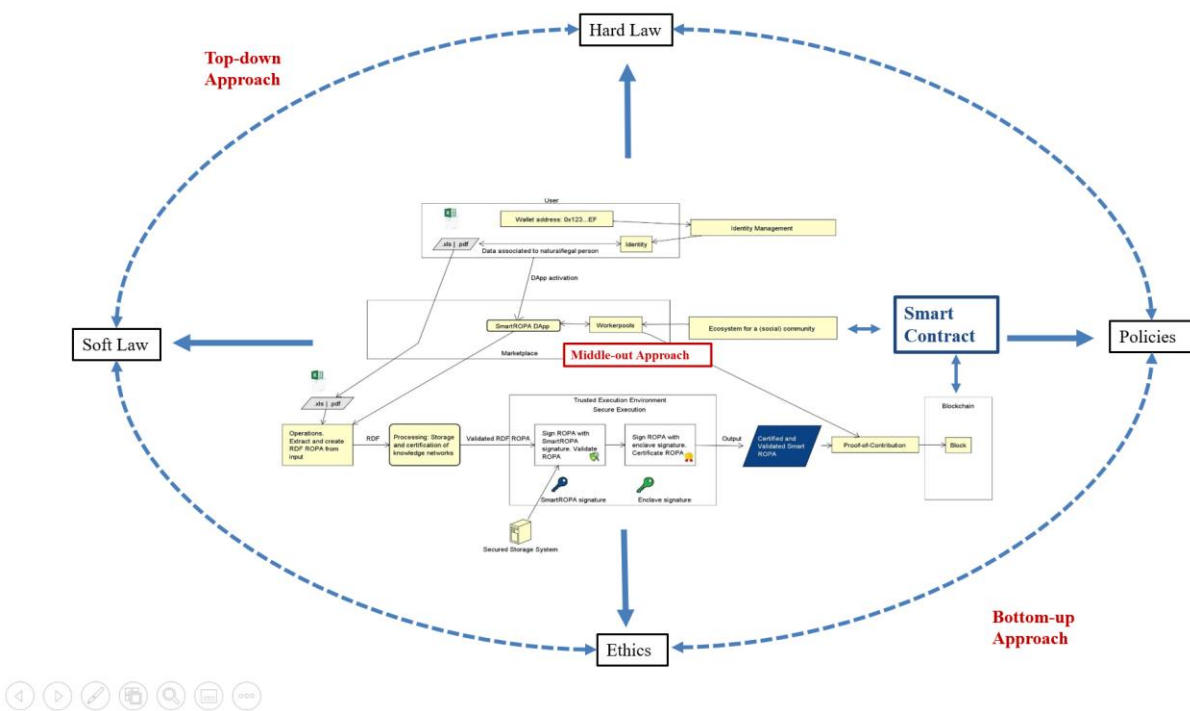 Hard Law
Top-down
Approach
User
Wallet address: 0x123...EF
Identity Management
.xls | .pdf
Identity
Data associated to natural/legal person
DApp activation
Soft Law
SmartROPA DApp
Workerpools
Ecosystem for a (social) community
Smart
Contract
Policies
Marketplace
Middle-out Approach
.xls | .pdf
Trusted Execution Environment
Secure Execution
Blockchain
Operations.
Extract and create
RDF ROPA from
input
RDF
Processing: Storage
and certification of
knowledge networks
Validated RDF ROPA
Sign ROPA with
SmartROPA
signature. Validate
ROPA
Sign ROPA with
enclave signature.
Certificate ROPA
Output
Certified and
Validated Smart
ROPA
Proof-of-Contribution
Block
SmartROPA signature
Enclave signature
Secured Storage System
Bottom-up
Approach
Ethics